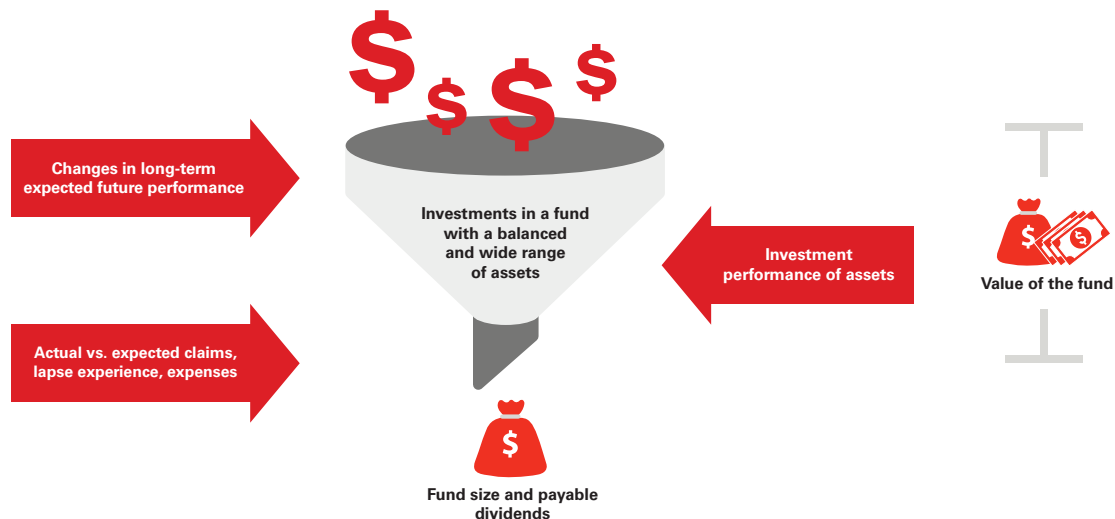 $ $ $ $
Changes in long-term
expected future performance
Investments in a fund
with a balanced
and wide range
of assets
Investment
performance of assets
$ $
Value of the fund
Actual vs. expected claims,
lapse experience, expenses
$
Fund size and payable
dividends